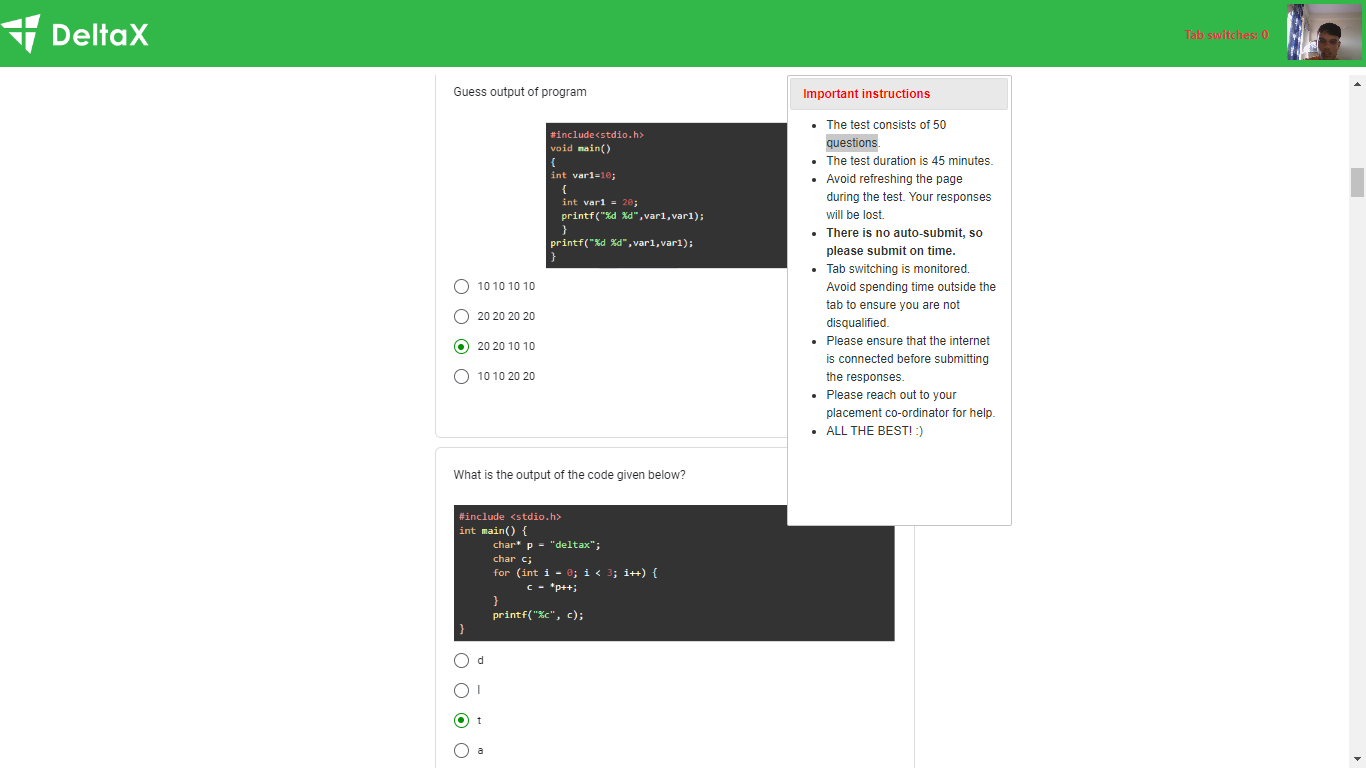 DeltaX
Tab switches: 0
Guess output of program
#include<stdio.h>
void main()
{
int var1=10;
{
int var1 = 20;
printf("%d %d",var1,var1);
}
printf("%d %d",var1,var1);
}
10 10 10 10
20 20 20 20
20 20 10 10
10 10 20 20
What is the output of the code given below?
#include <stdio.h>
int main() {
char* p = "deltax";
char c;
for (int i = 0; i < 3; i++) {
c = *p++;
}
printf("%c", c);
}
d
l
t
a
Important instructions
The test consists of 50
questions.
The test duration is 45 minutes.
Avoid refreshing the page
during the test. Your responses
will be lost.
There is no auto-submit, so
please submit on time.
Tab switching is monitored.
Avoid spending time outside the
tab to ensure you are not
disqualified.
Please ensure that the internet
is connected before submitting
the responses.
Please reach out to your
placement co-ordinator for help.
ALL THE BEST! :)